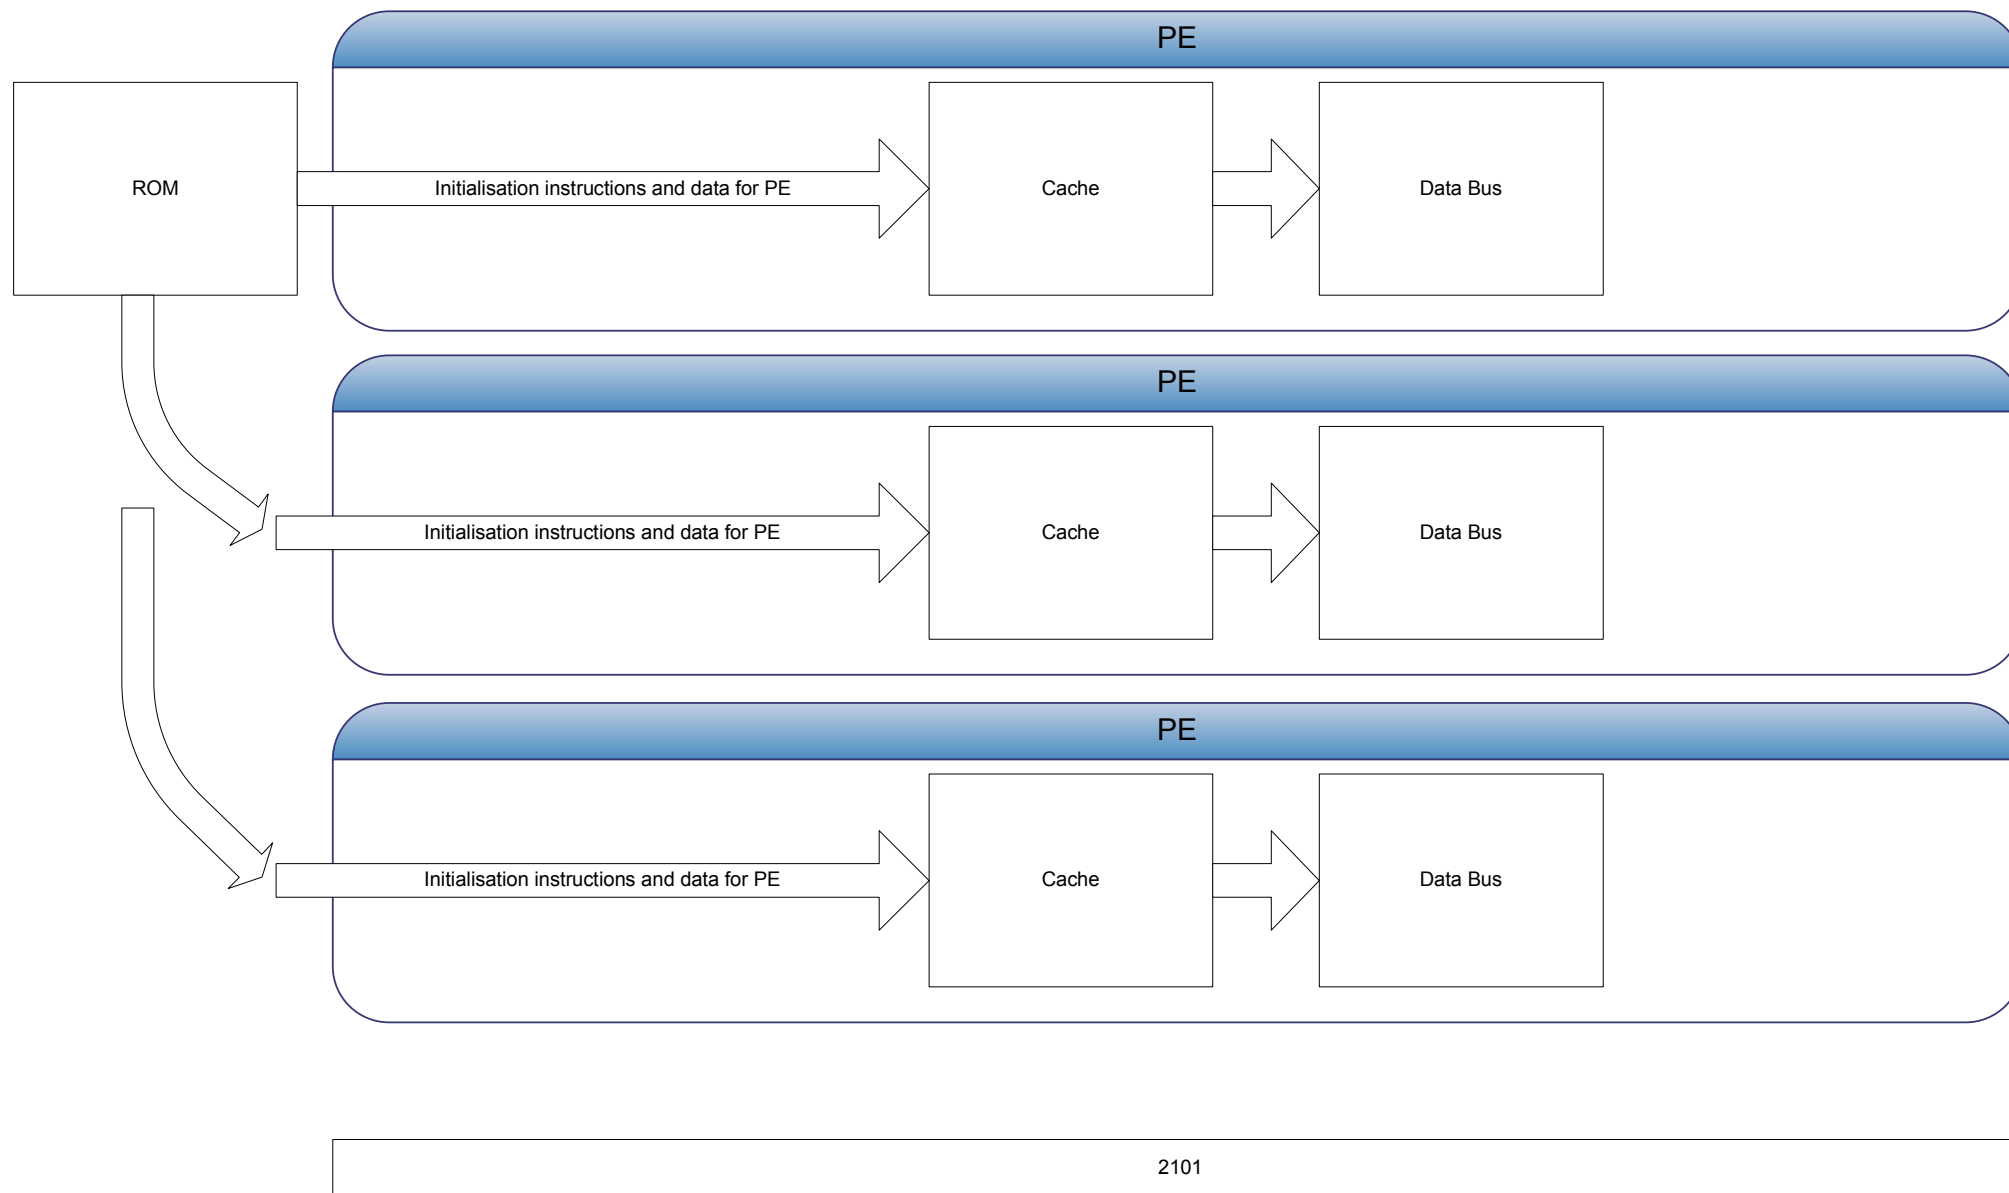 PE
ROM
Initialisation instructions and data for PE
Cache
Data Bus
PE
Initialisation instructions and data for PE
Cache
Data Bus
PE
Initialisation instructions and data for PE
Cache
Data Bus
2101